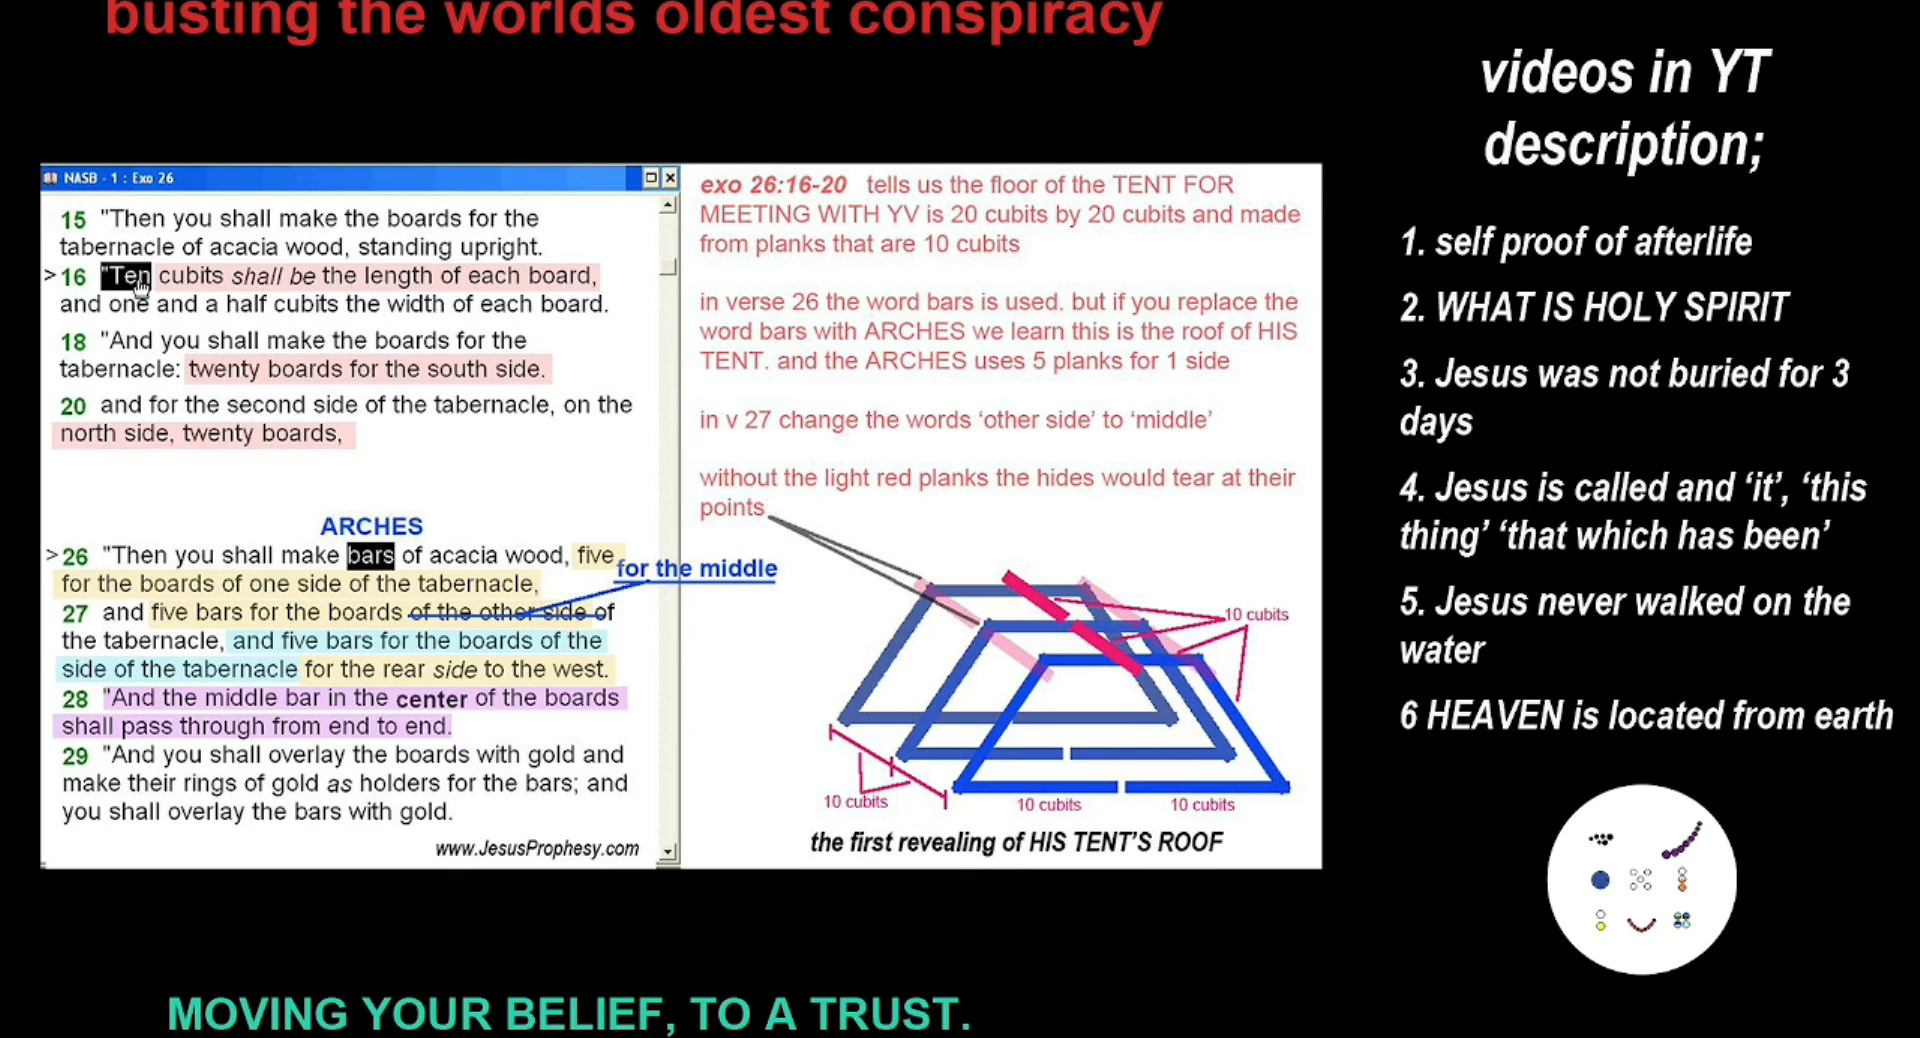 busting the worlds oldest conspiracy
videos in YT
description;
1. self proof of afterlife
2. WHAT IS HOLY SPIRIT
3. Jesus was not buried for 3
days
4. Jesus is called and ‘it’, ‘this
thing’ ‘that which has been’
5. Jesus never walked on the
water
6 HEAVEN is located from earth
NASB - 1 : Exo 26
15 "Then you shall make the boards for the
tabernacle of acacia wood, standing upright.
>16 "Ten cubits shall be the length of each board,
and one and a half cubits the width of each board.
18 "And you shall make the boards for the
tabernacle: twenty boards for the south side.
20 and for the second side of the tabernacle, on the
north side, twenty boards,
ARCHES
>26 "Then you shall make bars of acacia wood, five
for the boards of one side of the tabernacle,
for the middle
27 and five bars for the boards of the other side of
the tabernacle, and five bars for the boards of the
side of the tabernacle for the rear side to the west.
28 "And the middle bar in the center of the boards
shall pass through from end to end.
29 "And you shall overlay the boards with gold and
make their rings of gold as holders for the bars; and
you shall overlay the bars with gold.
www.JesusProphesy.com
exo 26:16-20 tells us the floor of the TENT FOR
MEETING WITH YV is 20 cubits by 20 cubits and made
from planks that are 10 cubits
in verse 26 the word bars is used. but if you replace the
word bars with ARCHES we learn this is the roof of HIS
TENT. and the ARCHES uses 5 planks for 1 side
in v 27 change the words ‘other side’ to ‘middle’
without the light red planks the hides would tear at their
points
10 cubits
10 cubits
10 cubits
10 cubits
the first revealing of HIS TENT’S ROOF
MOVING YOUR BELIEF, TO A TRUST.